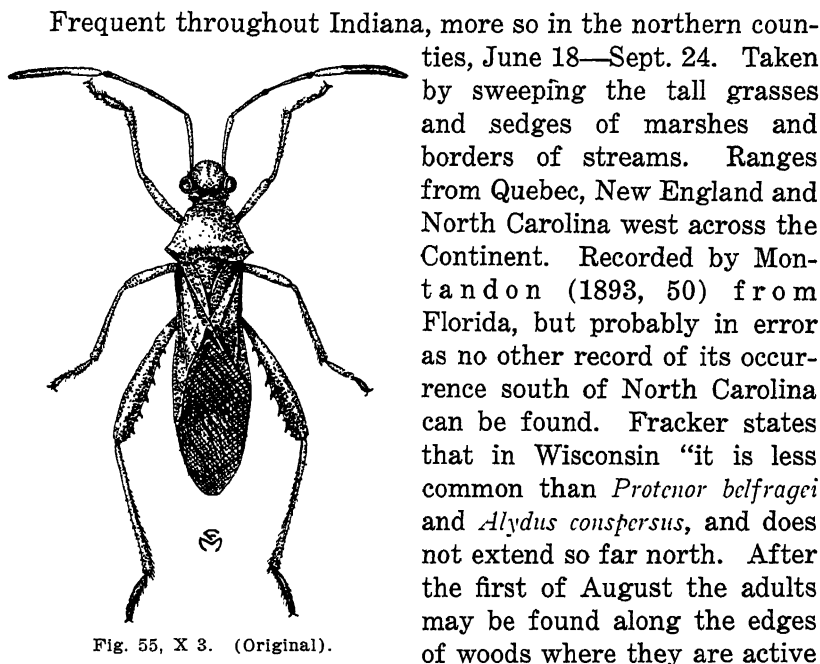 Frequent throughout Indiana, more so in the northern coun-
ties, June 18—Sept. 24. Taken
by sweeping the tall grasses
and sedges of marshes and
borders of streams. Ranges
from Quebec, New England and
North Carolina west across the
Continent. Recorded by Mon-
tandon (1893, 50) from
Florida, but probably in error
as no other record of its occur-
rence south of North Carolina
can be found. Fracker states
that in Wisconsin “it is less
common than Protenor belfragei
and Alydus conspersus, and does
not extend so far north. After
the first of August the adults
may be found along the edges
of woods where they are active
Fig. 55, X 3. (Original).